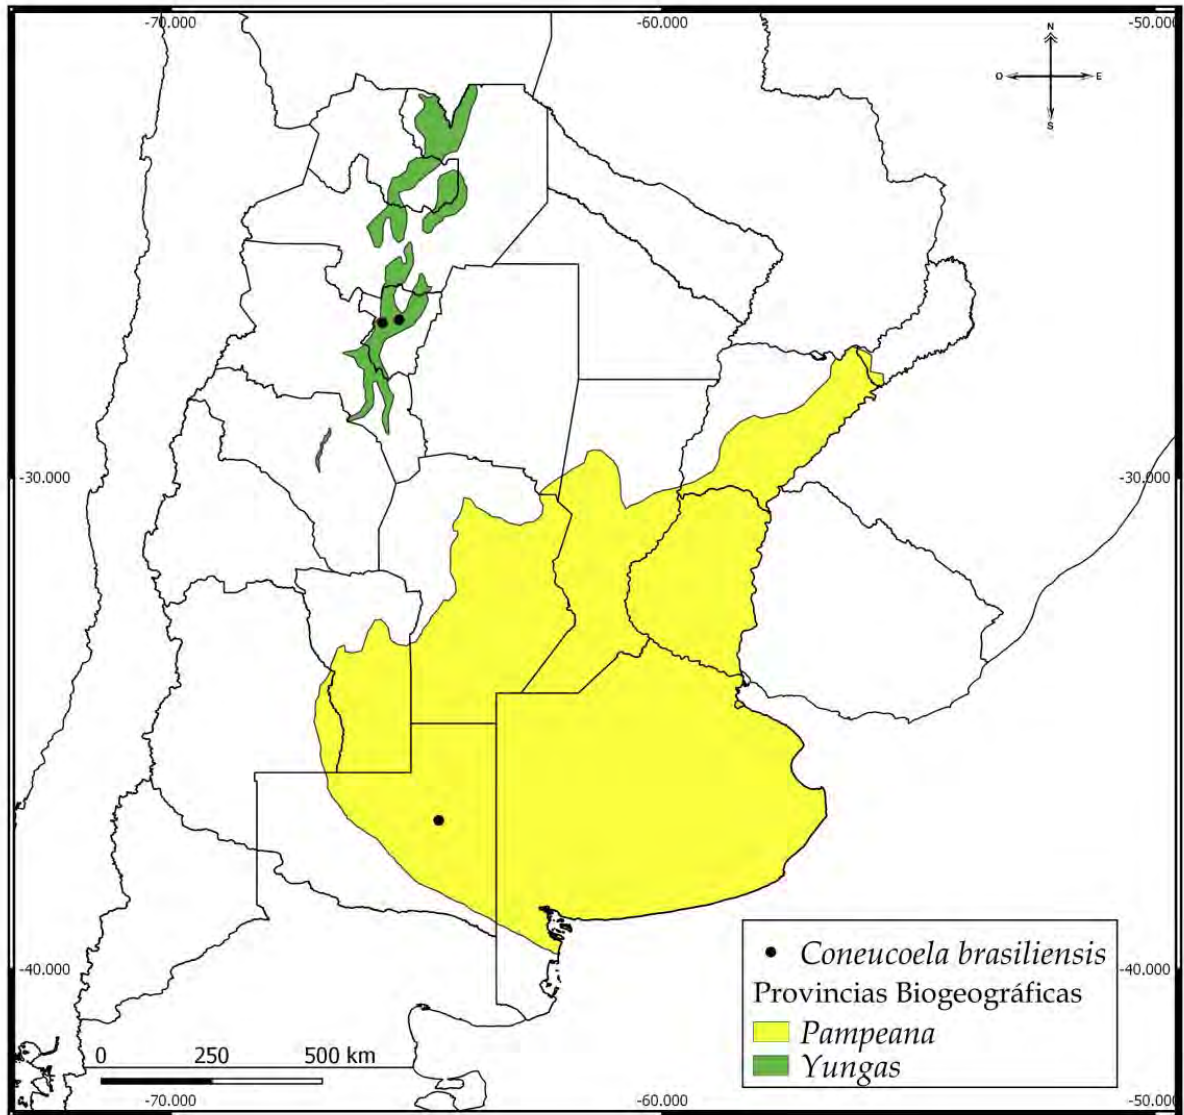 -70.000 -60.000 -50.000
N
O E
S
-30.000 -30.000
Coneucoela brasiliensis
Provincias Biogeográficas
-40.000 -40.000
Pampeana
0 250 500 km
Yungas
-70.000 -60.000 -50.000